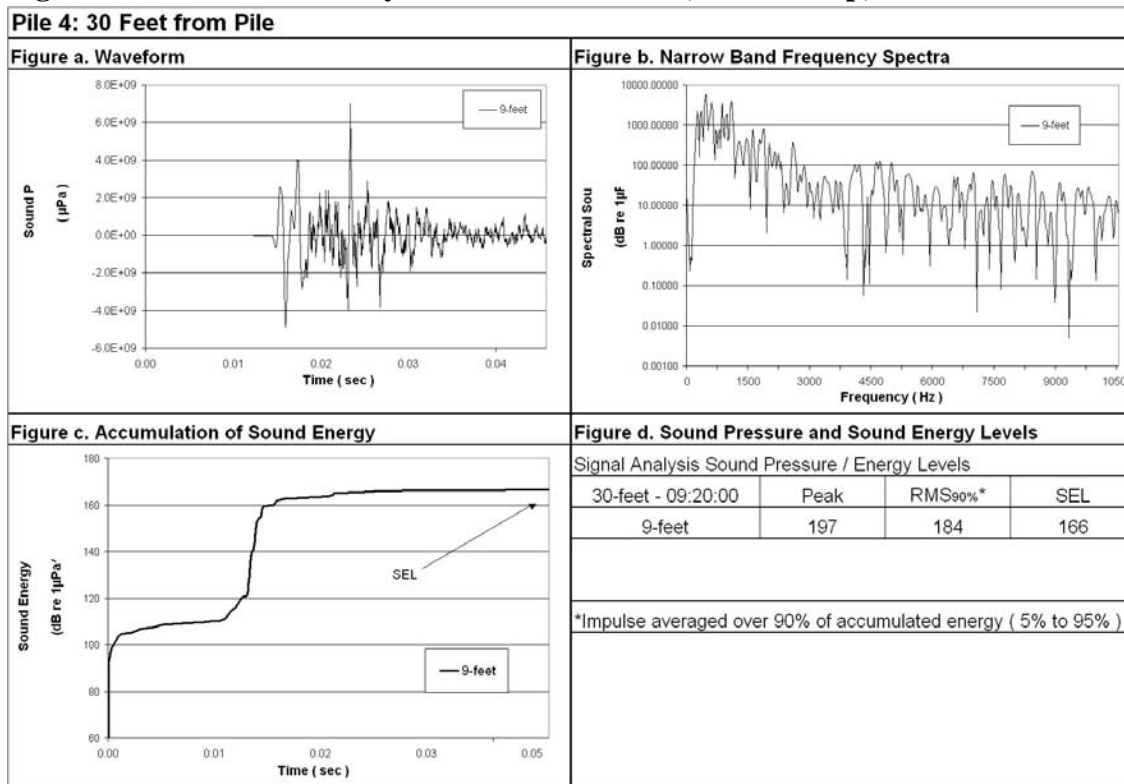 Pile 4: 30 Feet from Pile
Figure a. Waveform
8.0E+09
6.0E+09
4.0E+09
2.0E+09
0.0E+00
-2.0E+09
-4.0E+09
-6.0E+09
Sound P
(µPa)
9-feet
0.00 0.01 0.02 0.03 0.04
Time ( sec )
Figure b. Narrow Band Frequency Spectra
10000.00000
1000.00000
100.00000
10.00000
1.00000
0.10000
0.01000
0.00100
Spectral Sou
(dB re 1µF
9-feet
0 1500 3000 4500 6000 7500 9000 1050
Frequency ( Hz )
Figure c. Accumulation of Sound Energy
180
160
140
120
100
80
60
Sound Energy
(dB re 1µPa²
SEL
9-feet
0.00 0.01 0.02 0.03 0.05
Time ( sec )
Figure d. Sound Pressure and Sound Energy Levels
Signal Analysis Sound Pressure / Energy Levels
30-feet - 09:20:00 Peak RMS90%* SEL
9-feet 197 184 166
*Impulse averaged over 90% of accumulated energy ( 5% to 95% )